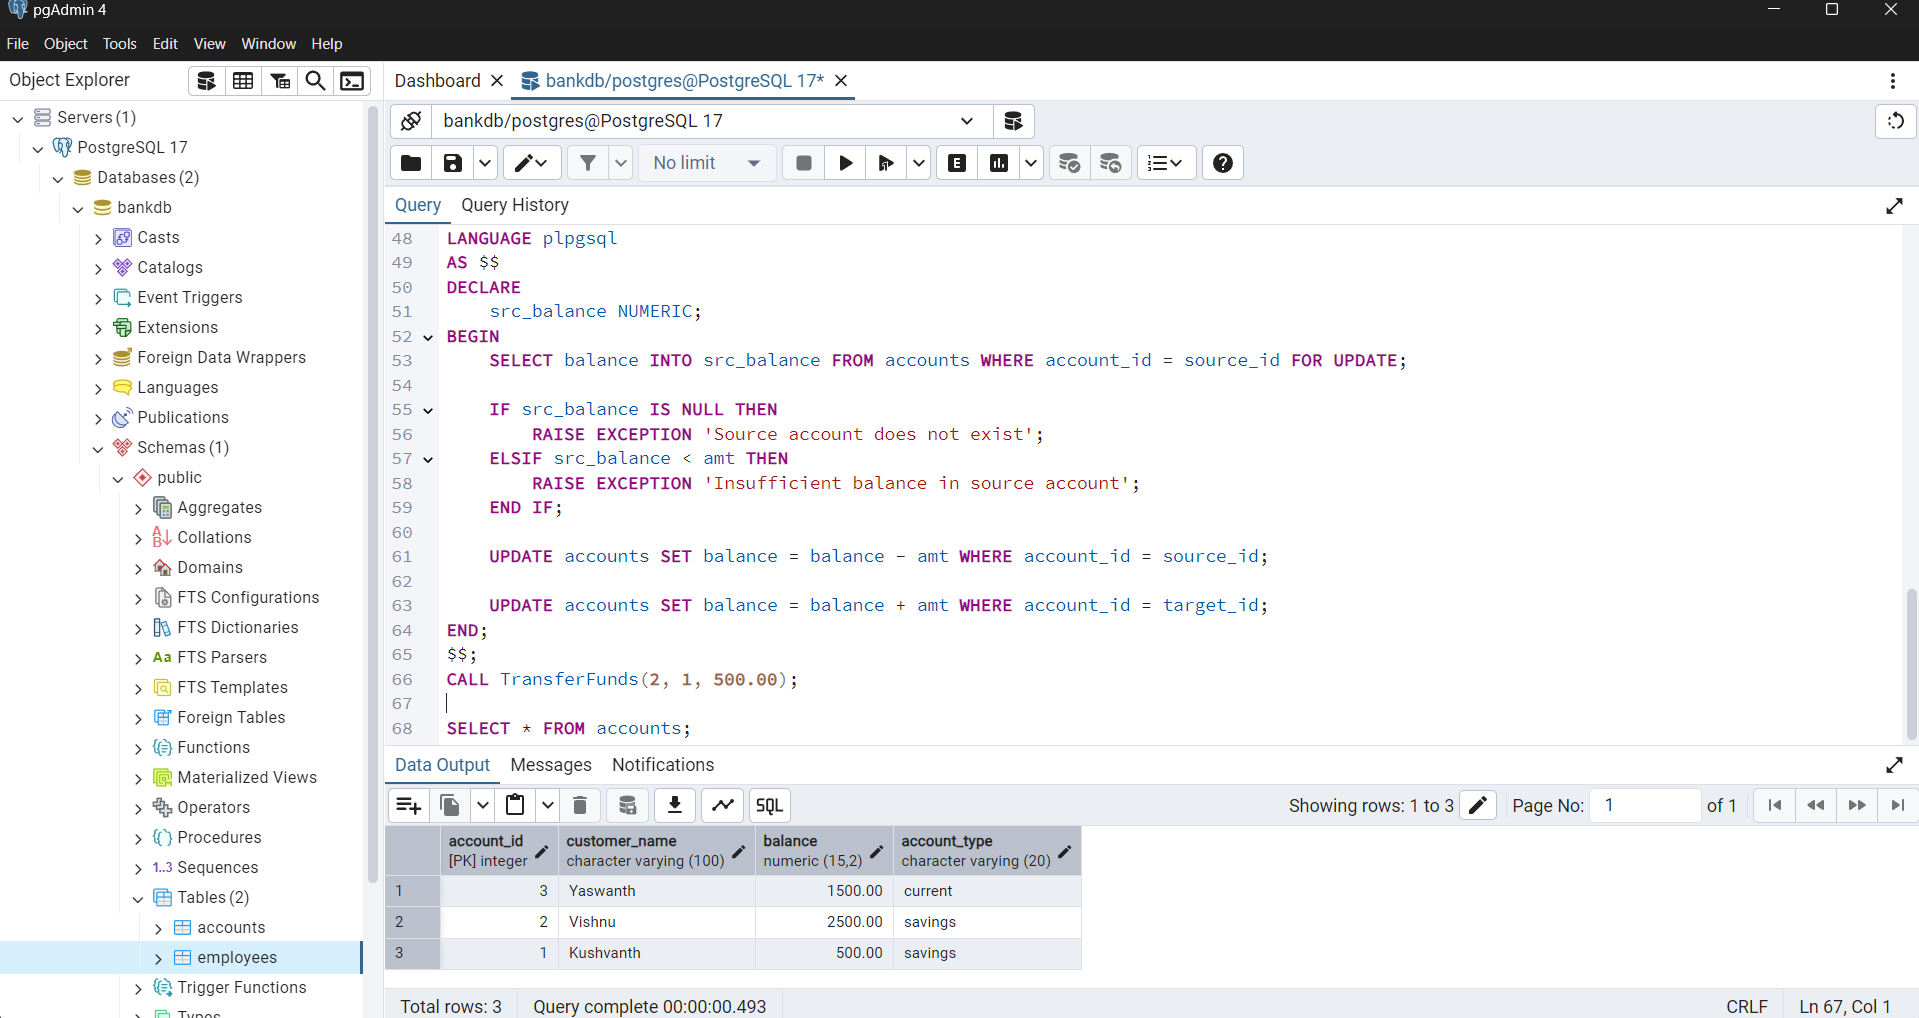 pgAdmin 4
File Object Tools Edit View Window Help
Object Explorer
Servers (1)
PostgreSQL 17
Databases (2)
bankdb
Casts
Catalogs
Event Triggers
Extensions
Foreign Data Wrappers
Languages
Publications
Schemas (1)
public
Aggregates
Collations
Domains
FTS Configurations
FTS Dictionaries
Aa FTS Parsers
FTS Templates
Foreign Tables
Functions
Materialized Views
Operators
Procedures
1..3 Sequences
Tables (2)
accounts
employees
Trigger Functions
Types
Dashboard bankdb/postgres@PostgreSQL 17*
bankdb/postgres@PostgreSQL 17
No limit E
Query Query History
48 LANGUAGE plpgsql
49 AS $$
50 DECLARE
51 src_balance NUMERIC;
52 BEGIN
53 SELECT balance INTO src_balance FROM accounts WHERE account_id = source_id FOR UPDATE;
54
55 IF src_balance IS NULL THEN
56 RAISE EXCEPTION 'Source account does not exist';
57 ELSIF src_balance < amt THEN
58 RAISE EXCEPTION 'Insufficient balance in source account';
59 END IF;
60
61 UPDATE accounts SET balance = balance - amt WHERE account_id = source_id;
62
63 UPDATE accounts SET balance = balance + amt WHERE account_id = target_id;
64 END;
65 $$;
66 CALL TransferFunds(2, 1, 500.00);
67
68 SELECT * FROM accounts;
Data Output Messages Notifications
SQL Showing rows: 1 to 3 Page No: 1 of 1
account_id customer_name balance account_type
[PK] integer character varying (100) numeric (15,2) character varying (20)
1 3 Yaswanth 1500.00 current
2 2 Vishnu 2500.00 savings
3 1 Kushvanth 500.00 savings
Total rows: 3 Query complete 00:00:00.493 CRLF Ln 67, Col 1